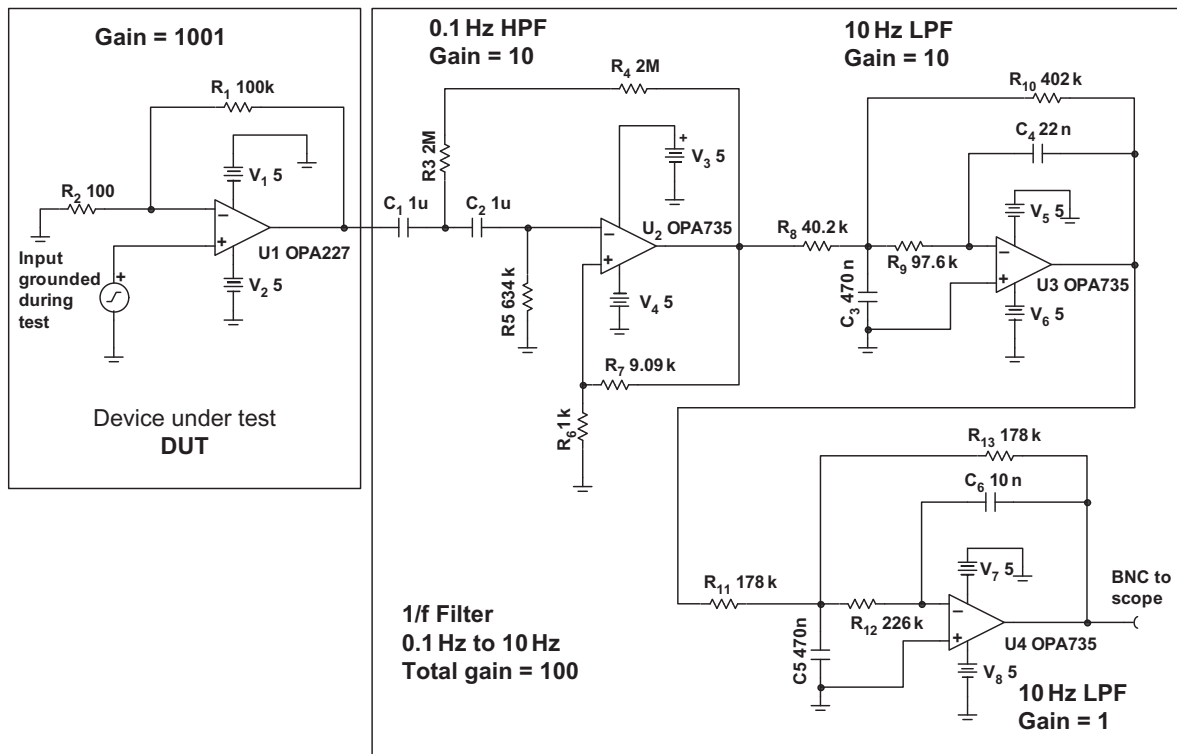 Gain = 1001
R1 100k
V1 5
R2 100
U1 OPA227
Input
grounded
during
test
V2 5
Device under test
DUT
0.1 Hz HPF
Gain = 10
R4 2M
R3 2M
V3 5
C1 1u
C2 1u
U2 OPA735
R5 634k
V4 5
R7 9.09 k
R6 1k
10 Hz LPF
Gain = 10
R10 402 k
C4 22 n
V5 5
R8 40.2 k
R9 97.6 k
U3 OPA735
C3 470 n
V6 5
R13 178 k
C6 10 n
V7 5
R11 178 k
R12 226 k
U4 OPA735
BNC to
scope
C5 470n
V8 5
1/f Filter
0.1 Hz to 10 Hz
Total gain = 100
10 Hz LPF
Gain = 1